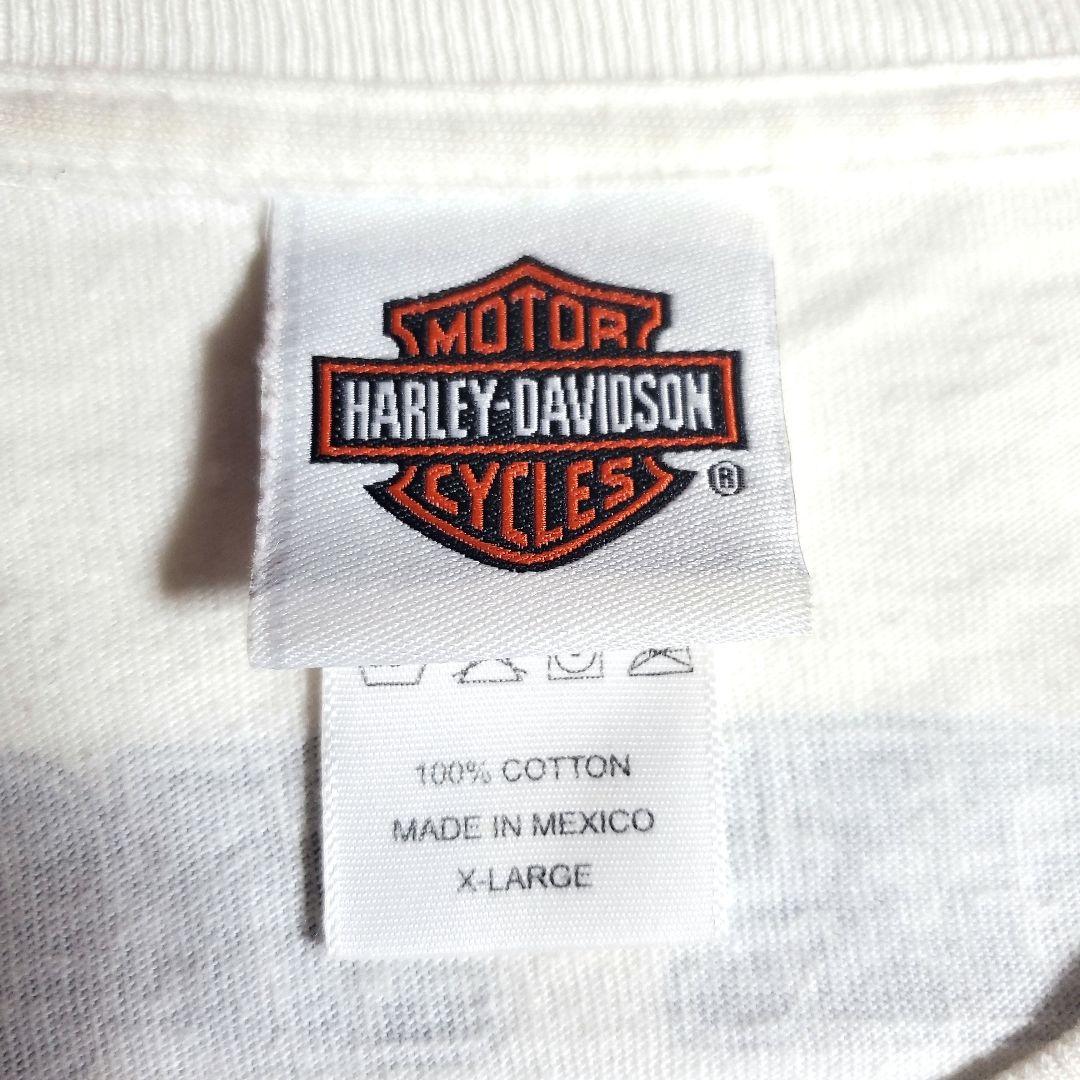 MOTOR
HARLEY-DAVIDSON
CYCLES
®
100% COTTON
MADE IN MEXICO
X-LARGE